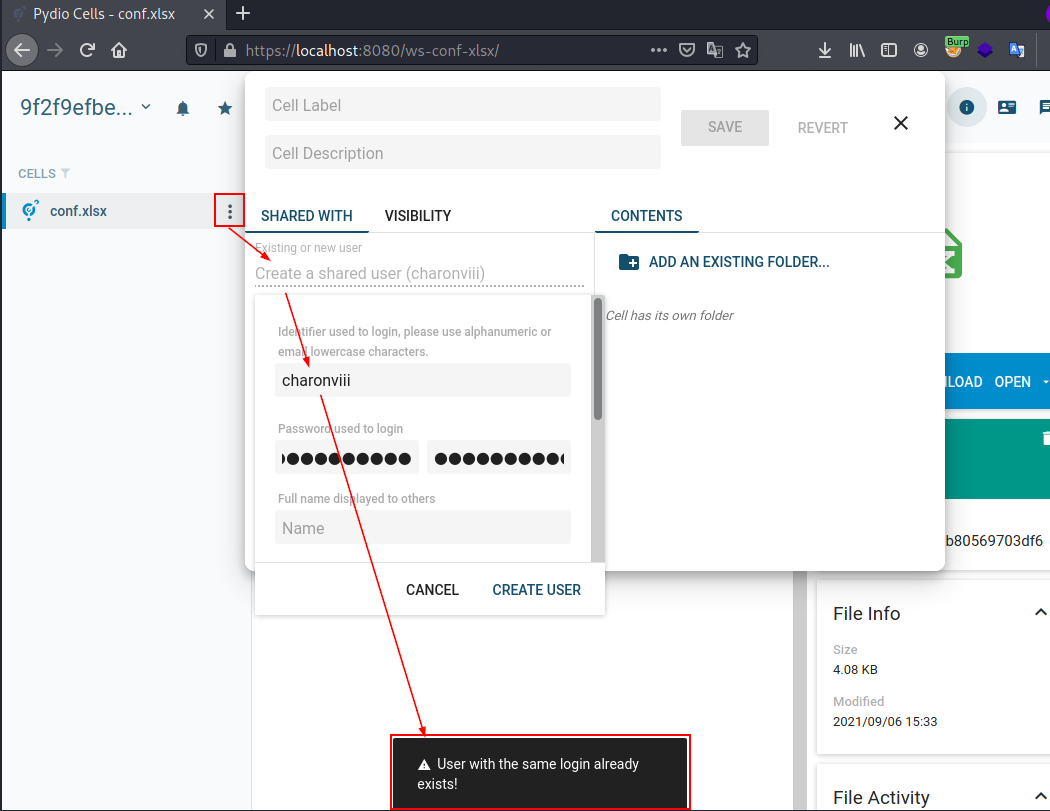 Pydio Cells - conf.xlsx
https://localhost:8080/ws-conf-xlsx/
Burp
9f2f9efbe...
Cell Label
Cell Description
SAVE
REVERT
CELLS
conf.xlsx
SHARED WITH
VISIBILITY
CONTENTS
Existing or new user
Create a shared user (charonviii)
ADD AN EXISTING FOLDER...
Cell has its own folder
Identifier used to login, please use alphanumeric or
email lowercase characters.
charonviii
Password used to login
Full name displayed to others
Name
CANCEL
CREATE USER
NLOAD
OPEN
b80569703df6
File Info
Size
4.08 KB
Modified
2021/09/06 15:33
File Activity
User with the same login already
exists!